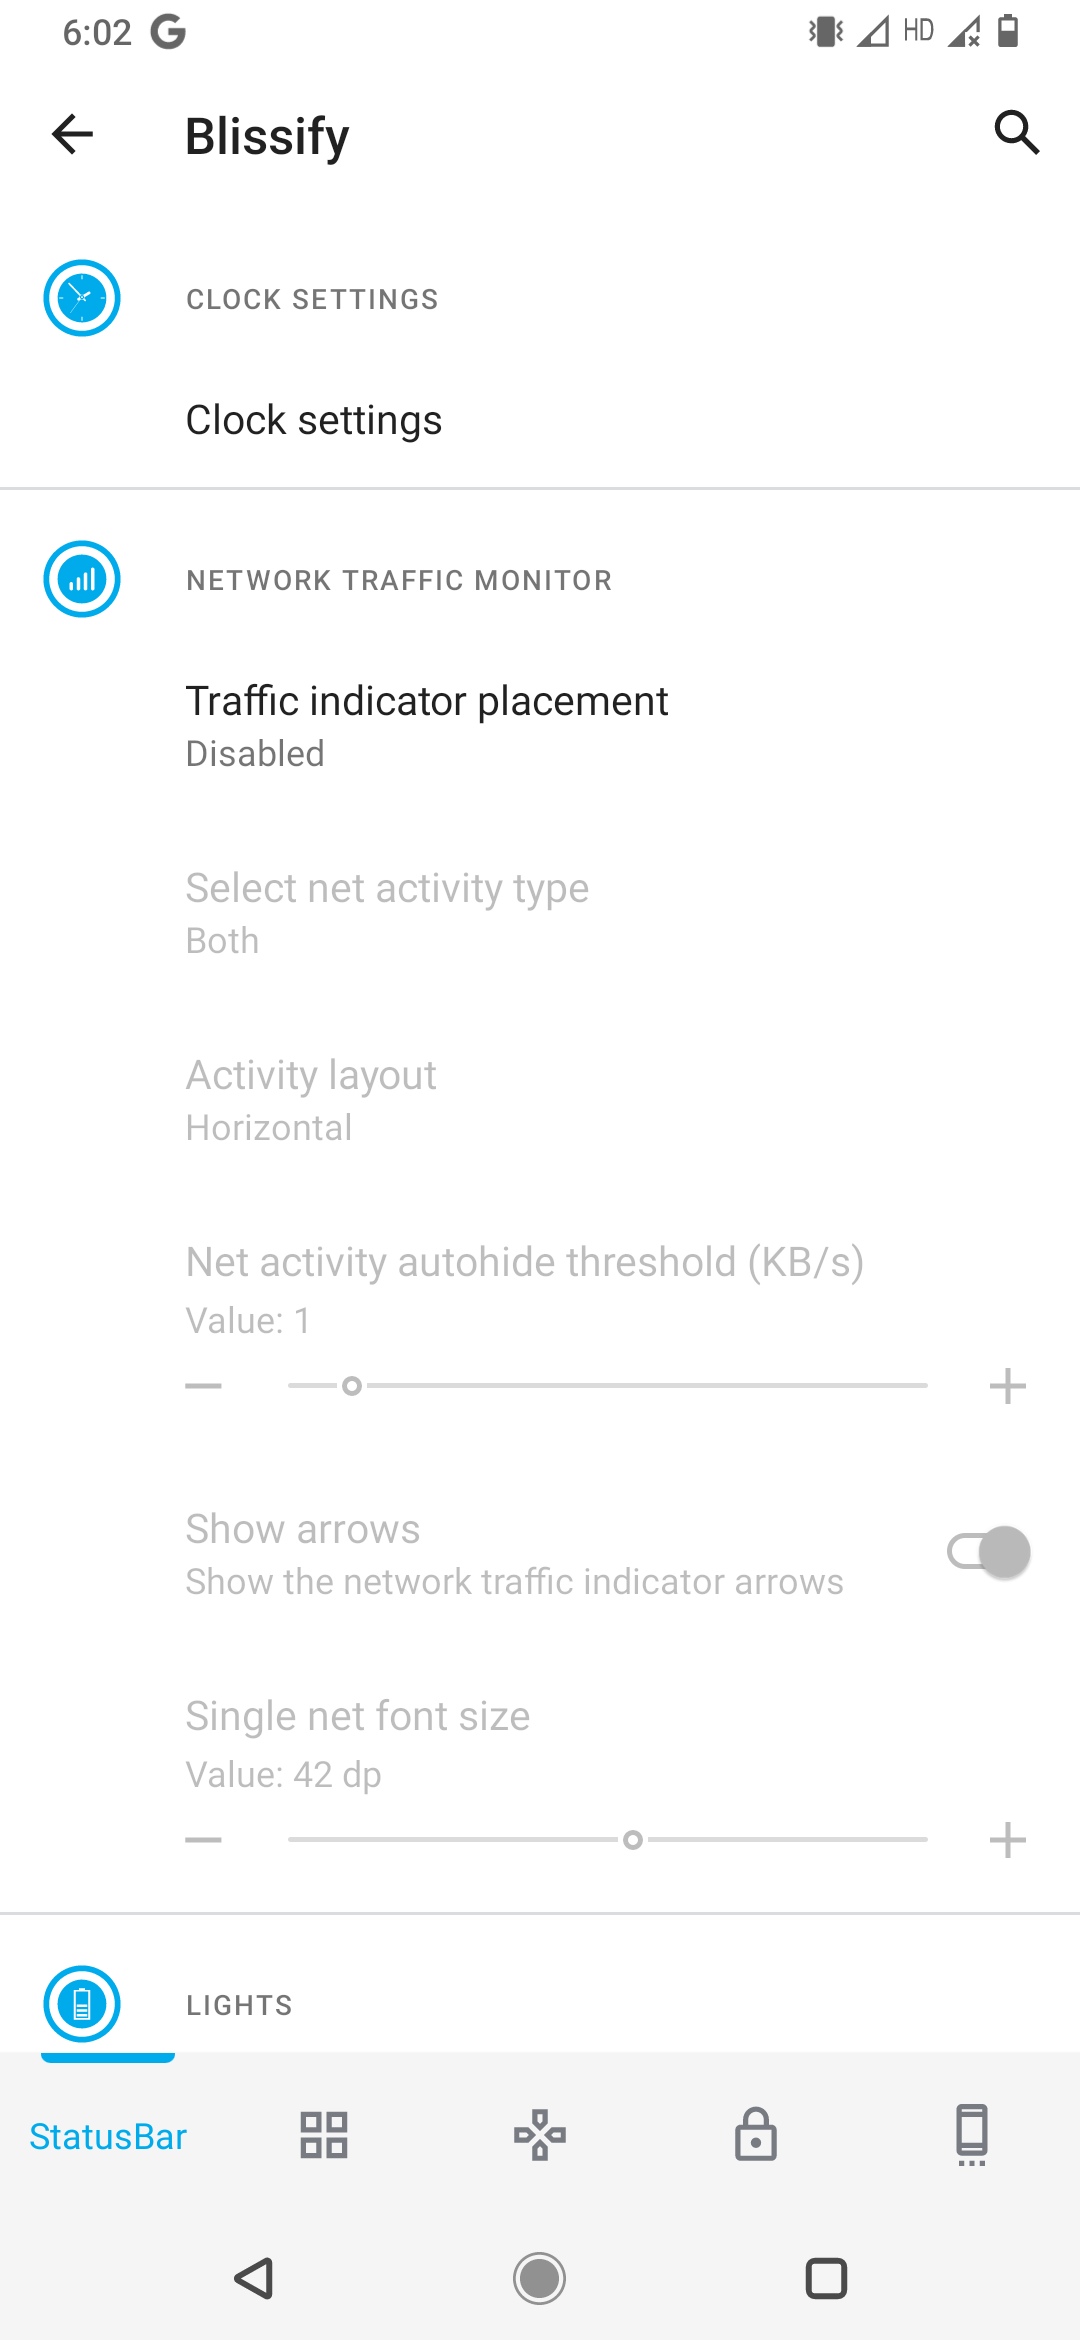 6:02 G HD
Blissify
CLOCK SETTINGS
Clock settings
NETWORK TRAFFIC MONITOR
Traffic indicator placement
Disabled
Select net activity type
Both
Activity layout
Horizontal
Net activity autohide threshold (KB/s)
Value: 1
Show arrows
Show the network traffic indicator arrows
Single net font size
Value: 42 dp
LIGHTS
StatusBar